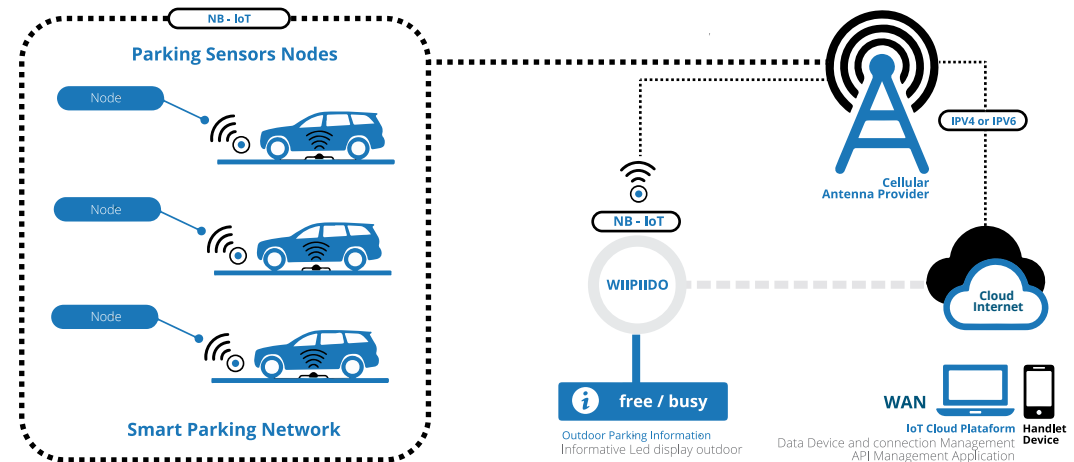 NB - IoT
Parking Sensors Nodes
Node
Node
Node
Smart Parking Network
Cellular
Antenna Provider
IPV4 or IPV6
NB - IoT
WIIPIIDO
Cloud
Internet
i free / busy
Outdoor Parking Information
Informative Led display outdoor
WAN
IoT Cloud Plataform
Data Device and connection Management
API Management Application
Handlet
Device